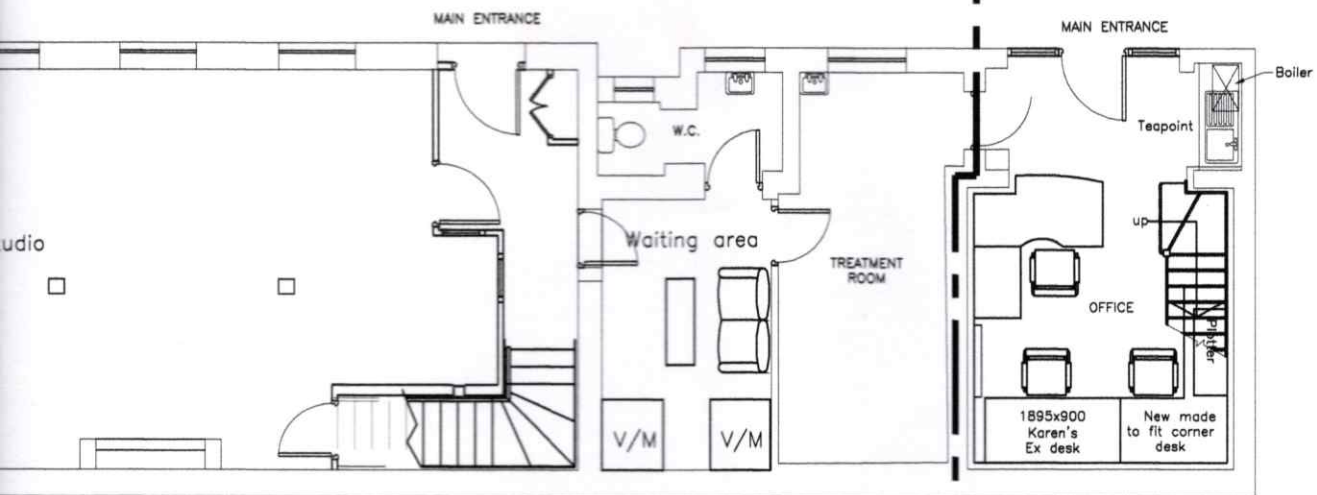 MAIN ENTRANCE
MAIN ENTRANCE
Boiler
Teapoint
W.C.
up
udio
Waiting area
TREATMENT
ROOM
OFFICE
Plotter
1895x900
Karen's
Ex desk
New made
to fit corner
desk
V/M
V/M